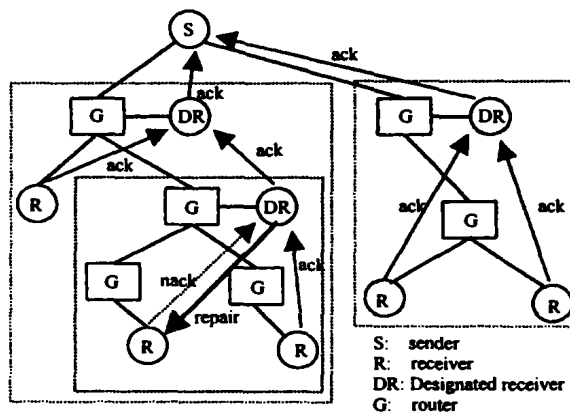 S
ack
ack
G
DR
G
DR
ack
ack
R
G
DR
ack
ack
G
G
nack
G
ack
repair
R
R
R
R
S: sender
R: receiver
DR: Designated receiver
G: router